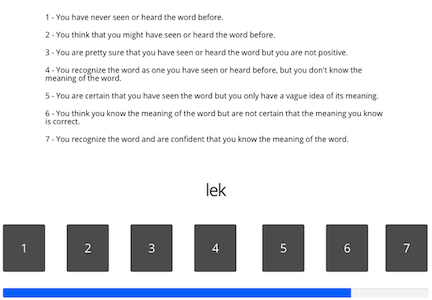 1 - You have never seen or heard the word before.
2 - You think that you might have seen or heard the word before.
3 - You are pretty sure that you have seen or heard the word but you are not positive.
4 - You recognize the word as one you have seen or heard before, but you don't know the
meaning of the word.
5 - You are certain that you have seen the word but you only have a vague idea of its meaning.
6 - You think you know the meaning of the word but are not certain that the meaning you know
is correct.
7 - You recognize the word and are confident that you know the meaning of the word.
lek
1 2 3 4 5 6 7